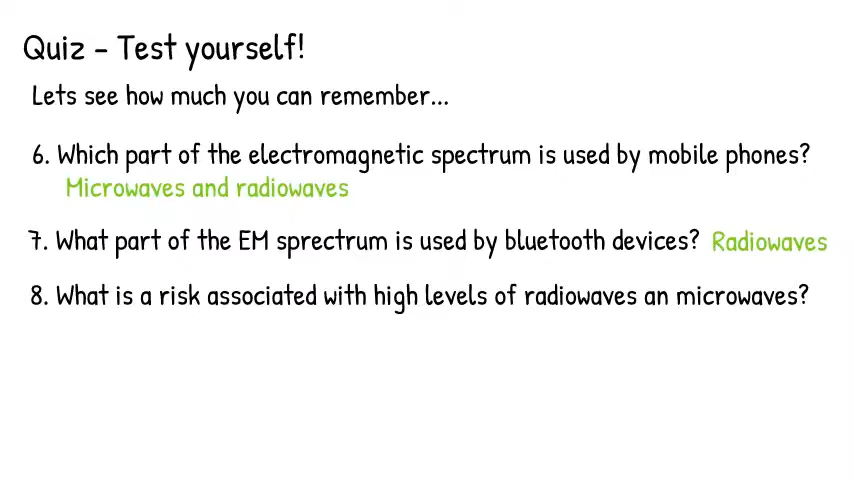 Quiz - Test yourself!
Lets see how much you can remember...
6. Which part of the electromagnetic spectrum is used by mobile phones?
Microwaves and radiowaves
7. What part of the EM sprectrum is used by bluetooth devices? Radiowaves
8. What is a risk associated with high levels of radiowaves an microwaves?